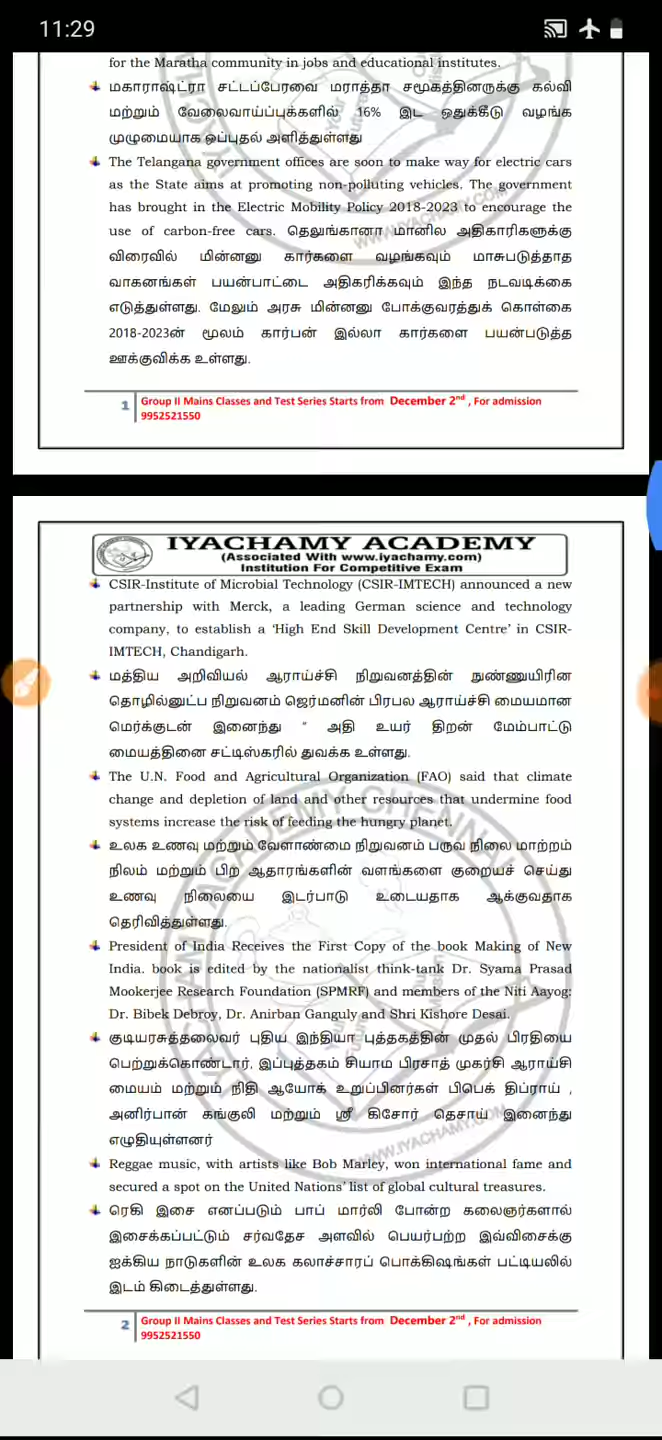 11:29
for the Maratha community in jobs and educational institutes.
மகாராஷ்ட்ரா சட்டப்பேரவை மராத்தா சமூகத்தினருக்கு கல்வி
மற்றும் வேலைவாய்ப்புக்களில் 16% இட ஒதுக்கீடு வழங்க
முழுமையாக ஒப்புதல் அளித்துள்ளது
The Telangana government offices are soon to make way for electric cars
as the State aims at promoting non-polluting vehicles. The government
has brought in the Electric Mobility Policy 2018-2023 to encourage the
use of carbon-free cars. தெலுங்கானா மானில அதிகாரிகளுக்கு
விரைவில் மின்னனு கார்களை வழங்கவும் மாசுபடுத்தாத
வாகனங்கள் பயன்பாட்டை அதிகரிக்கவும் இந்த நடவடிக்கை
எடுத்துள்ளது. மேலும் அரசு மின்னனு போக்குவரத்துக் கொள்கை
2018-2023ன் மூலம் கார்பன் இல்லா கார்களை பயன்படுத்த
ஊக்குவிக்க உள்ளது.
1 Group II Mains Classes and Test Series Starts from December 2nd , For admission
9952521550
IYACHAMY ACADEMY
(Associated With www.iyachamy.com)
Institution For Competitive Exam
CSIR-Institute of Microbial Technology (CSIR-IMTECH) announced a new
partnership with Merck, a leading German science and technology
company, to establish a ‘High End Skill Development Centre’ in CSIR-
IMTECH, Chandigarh.
மத்திய அறிவியல் ஆராய்ச்சி நிறுவனத்தின் நுண்ணுயிரின
தொழில்னுட்ப நிறுவனம் ஜெர்மனின் பிரபல ஆராய்ச்சி மையமான
மெர்க்குடன் இனைந்து “ அதி உயர் திறன் மேம்பாட்டு
மையத்தினை சட்டிஸ்கரில் துவக்க உள்ளது.
The U.N. Food and Agricultural Organization (FAO) said that climate
change and depletion of land and other resources that undermine food
systems increase the risk of feeding the hungry planet.
உலக உணவு மற்றும் வேளாண்மை நிறுவனம் பருவ நிலை மாற்றம்
நிலம் மற்றும் பிற ஆதாரங்களின் வளங்களை குறையச் செய்து
உணவு நிலையை இடர்பாடு உடையதாக ஆக்குவதாக
தெரிவித்துள்ளது.
President of India Receives the First Copy of the book Making of New
India. book is edited by the nationalist think-tank Dr. Syama Prasad
Mookerjee Research Foundation (SPMRF) and members of the Niti Aayog:
Dr. Bibek Debroy, Dr. Anirban Ganguly and Shri Kishore Desai.
குடியரசுத்தலைவர் புதிய இந்தியா புத்தகத்தின் முதல் பிரதியை
பெற்றுக்கொண்டார். இப்புத்தகம் சியாம பிரசாத் முகர்சி ஆராய்சி
மையம் மற்றும் நிதி ஆயோக் உறுப்பினர்கள் பிபெக் திப்ராய் ,
அனிர்பான் கங்குலி மற்றும் ஸ்ரீ கிசோர் தெசாய் இனைந்து
எழுதியுள்ளனர்
Reggae music, with artists like Bob Marley, won international fame and
secured a spot on the United Nations’ list of global cultural treasures.
ரெகி இசை எனப்படும் பாப் மார்லி போன்ற கலைஞர்களால்
இசைக்கப்பட்டும் சர்வதேச அளவில் பெயர்பற்ற இவ்விசைக்கு
ஐக்கிய நாடுகளின் உலக கலாச்சாரப் பொக்கிஷங்கள் பட்டியலில்
இடம் கிடைத்துள்ளது.
2 Group II Mains Classes and Test Series Starts from December 2nd , For admission
9952521550